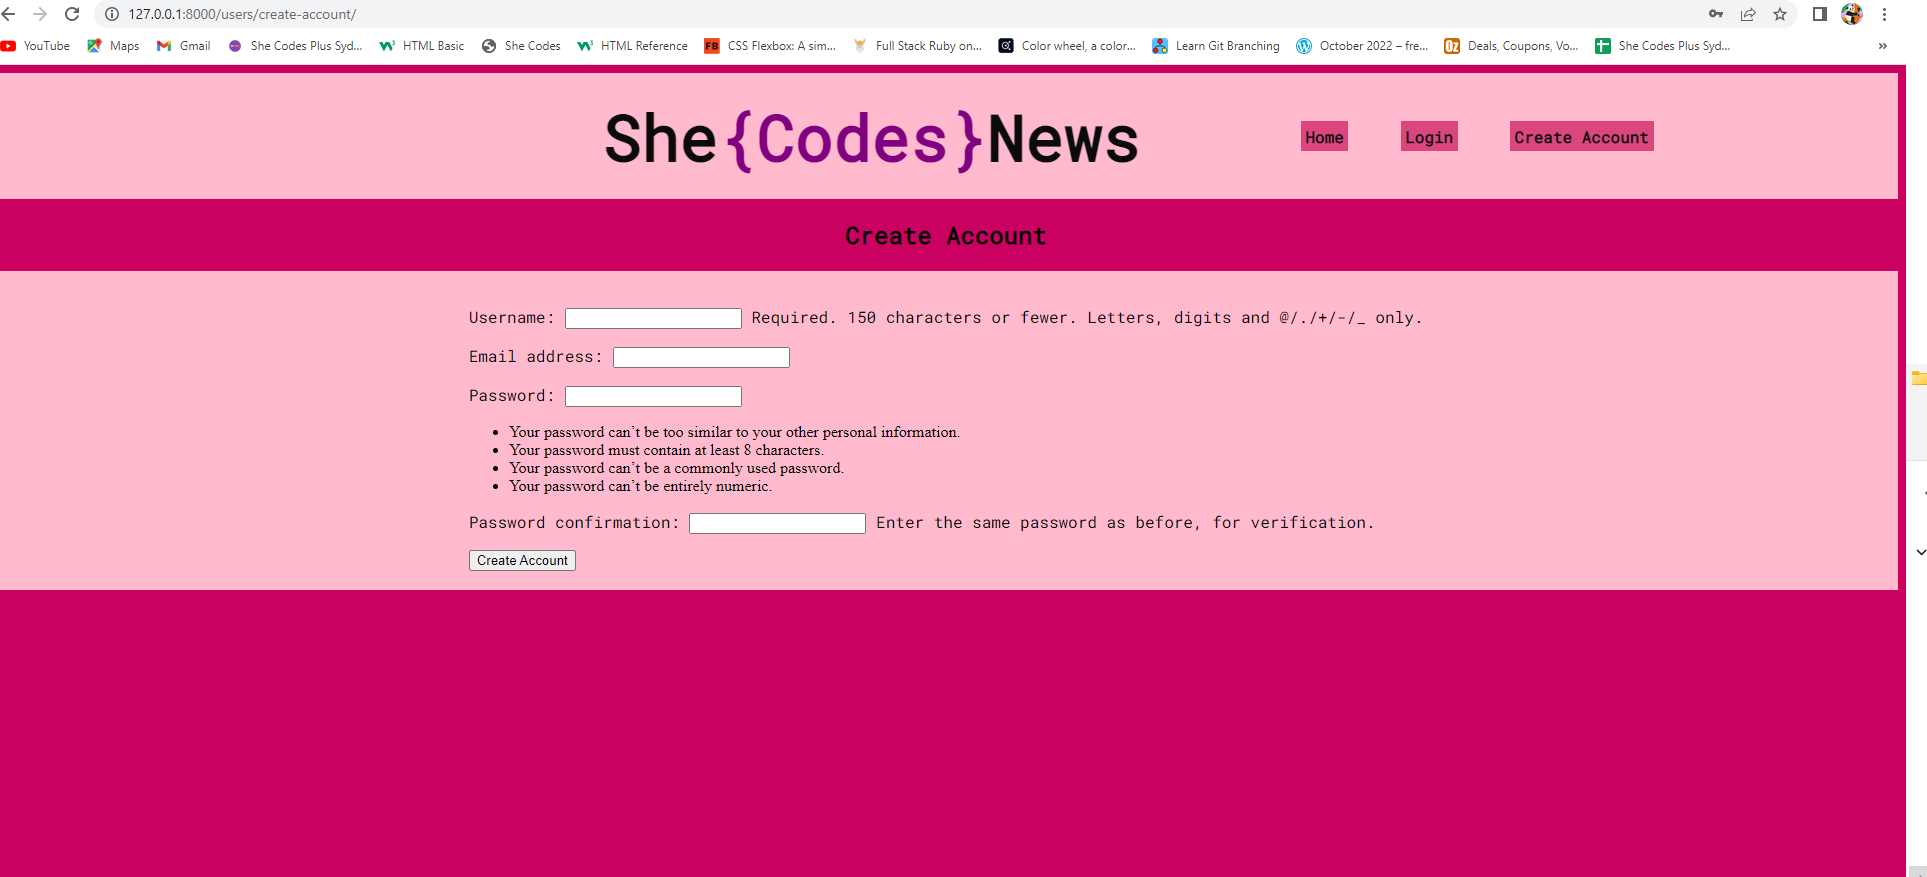 127.0.0.1:8000/users/create-account/
YouTube Maps Gmail She Codes Plus Syd... HTML Basic She Codes HTML Reference FB CSS Flexbox: A sim... Full Stack Ruby on... Color wheel, a color... Learn Git Branching October 2022 – fre... Oz Deals, Coupons, Vo... She Codes Plus Syd... »
She{Codes}News
Home Login Create Account
Create Account
Username: Required. 150 characters or fewer. Letters, digits and @/./+/-/_ only.
Email address:
Password:
• Your password can’t be too similar to your other personal information.
• Your password must contain at least 8 characters.
• Your password can’t be a commonly used password.
• Your password can’t be entirely numeric.
Password confirmation: Enter the same password as before, for verification.
Create Account